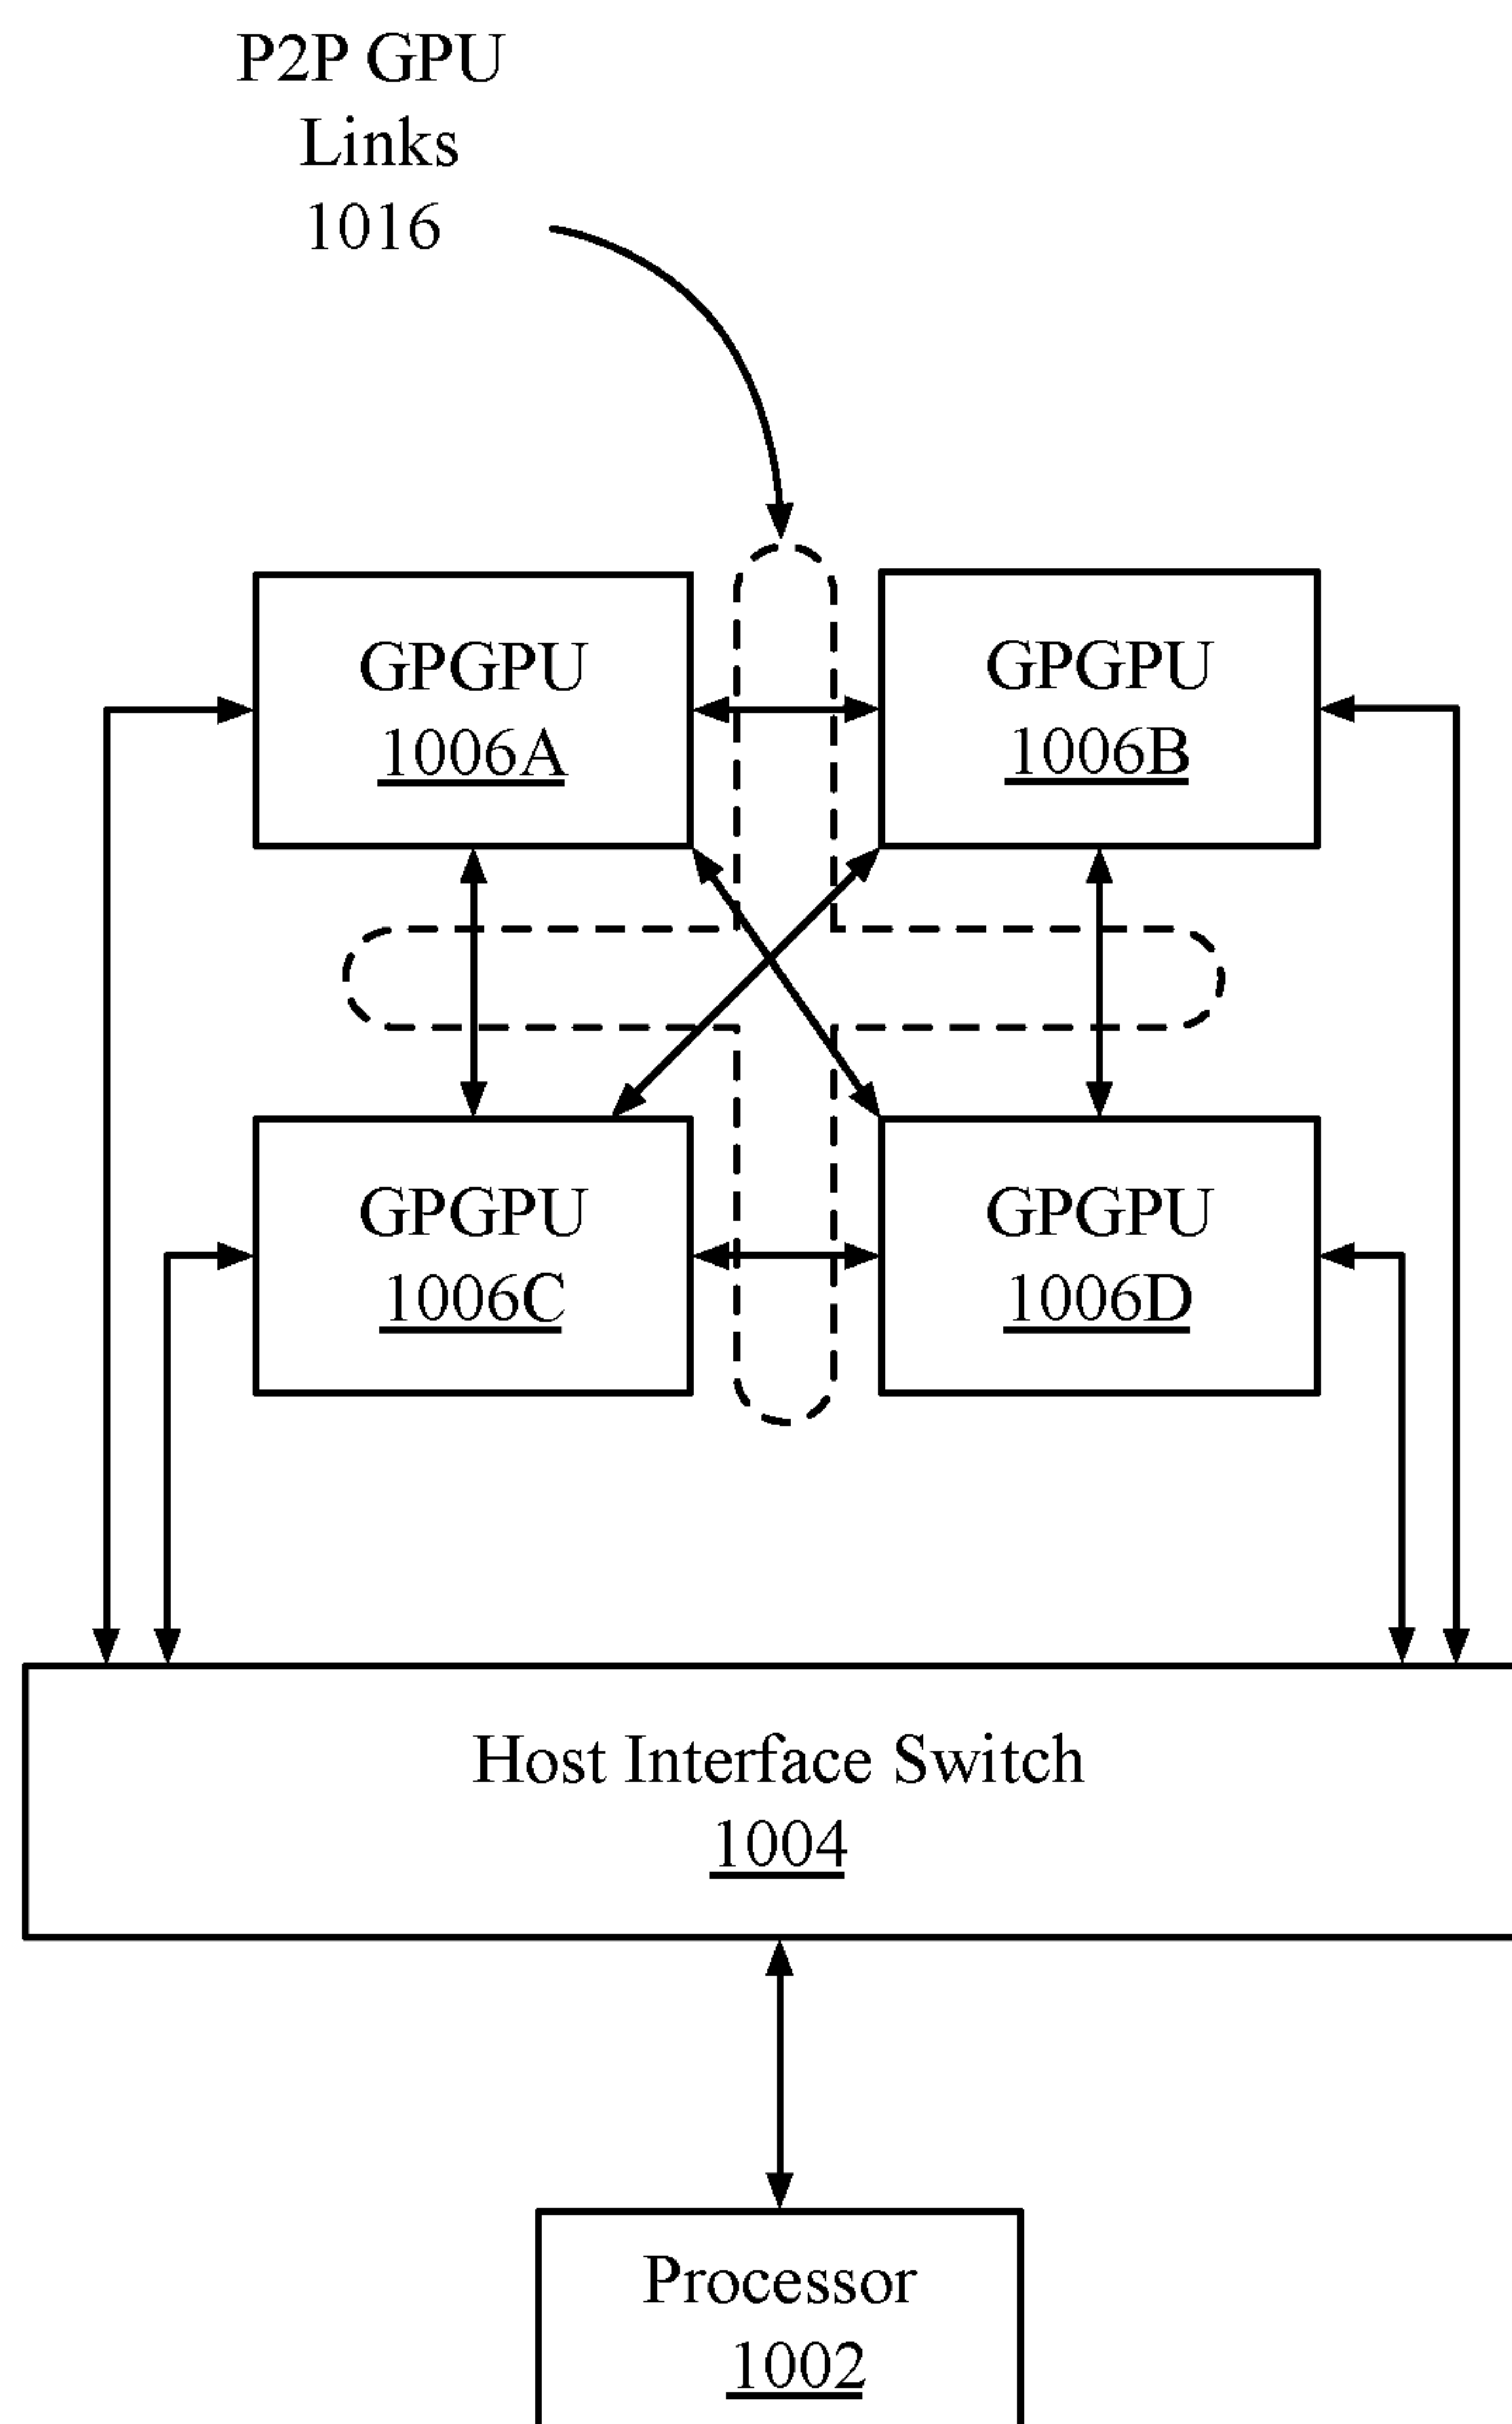 P2P GPU
Links
1016
GPGPU
1006A
GPGPU
1006B
GPGPU
1006C
GPGPU
1006D
Host Interface Switch
1004
Processor
1002